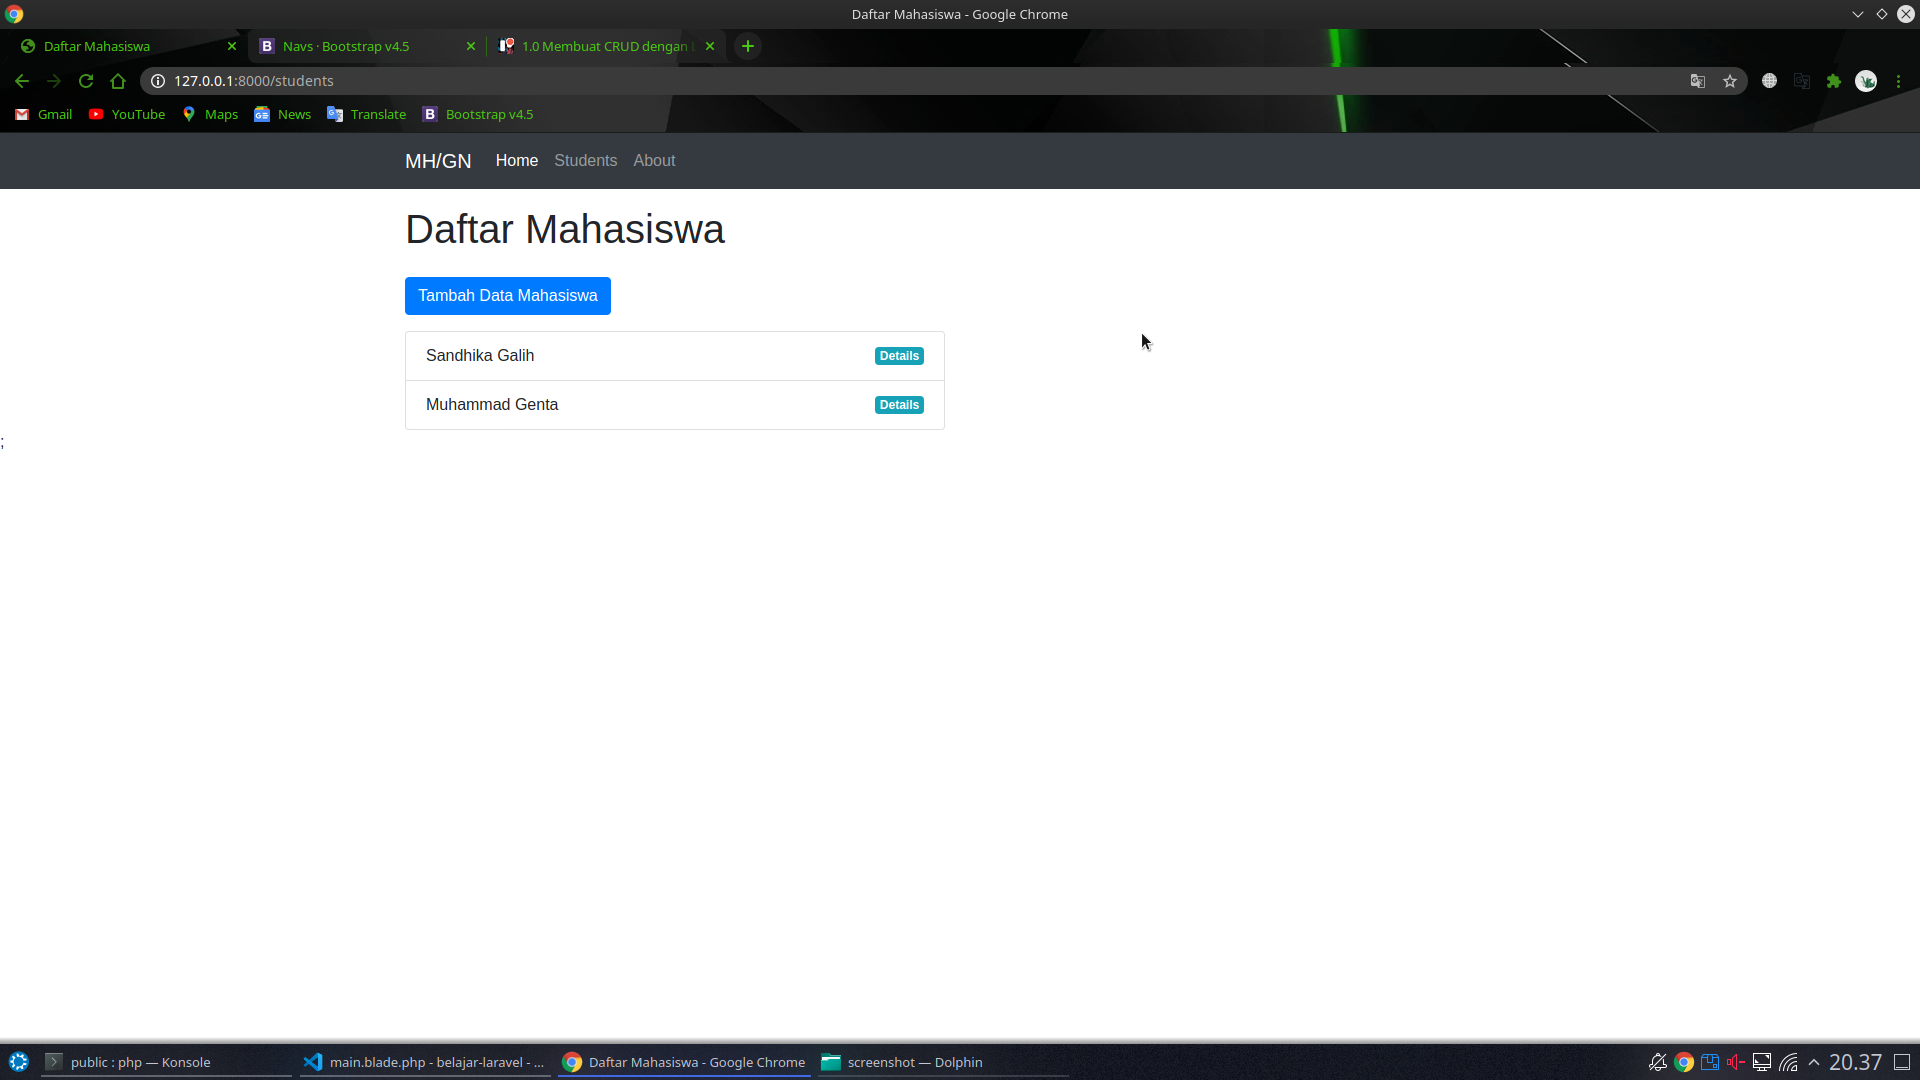 Daftar Mahasiswa - Google Chrome
Daftar Mahasiswa
Navs · Bootstrap v4.5
1.0 Membuat CRUD dengan
127.0.0.1:8000/students
Gmail YouTube Maps News Translate Bootstrap v4.5
MH/GN Home Students About
Daftar Mahasiswa
Tambah Data Mahasiswa
Sandhika Galih Details
Muhammad Genta Details
;
public : php — Konsole
main.blade.php - belajar-laravel - ...
Daftar Mahasiswa - Google Chrome
screenshot — Dolphin
20.37